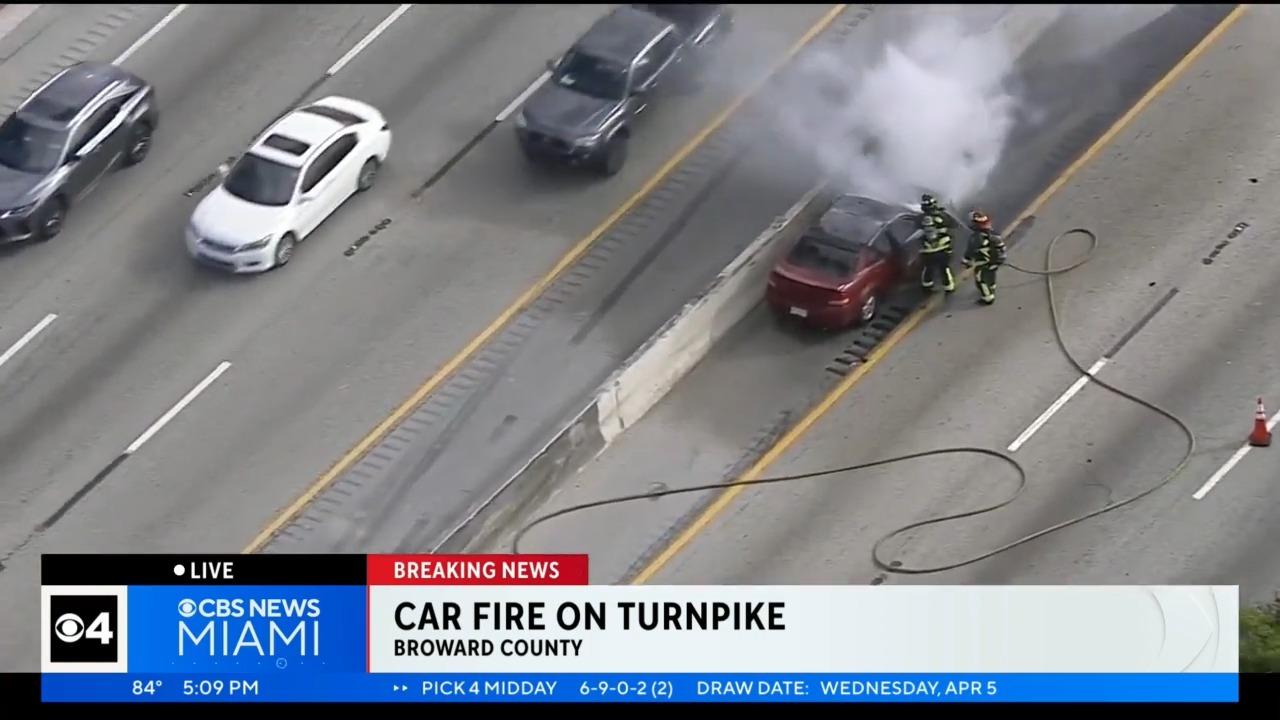 LIVE
BREAKING NEWS
4
CBS NEWS
MIAMI
CAR FIRE ON TURNPIKE
BROWARD COUNTY
84° 5:09 PM
PICK 4 MIDDAY 6-9-0-2 (2) DRAW DATE: WEDNESDAY, APR 5